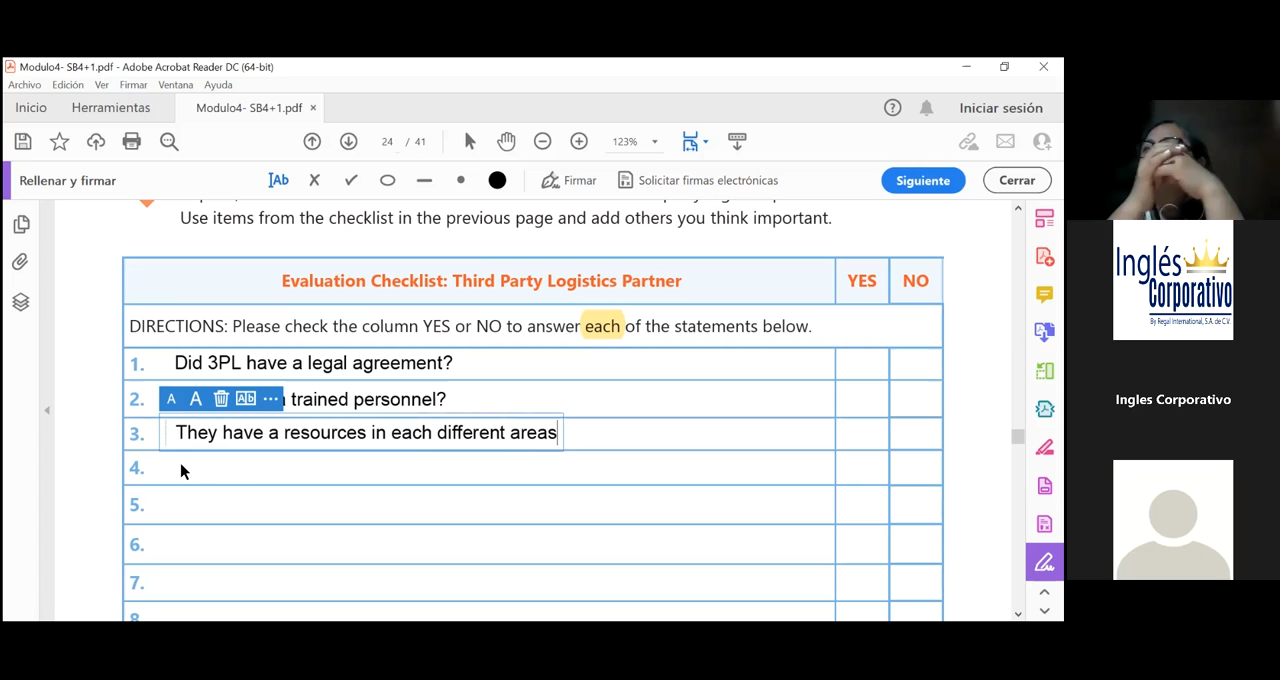 Modulo4- SB4+1.pdf - Adobe Acrobat Reader DC (64-bit)
Archivo Edición Ver Firmar Ventana Ayuda
Inicio Herramientas Modulo4- SB4+1.pdf × Iniciar sesión
24 / 41 123%
Rellenar y firmar Ab Firmar Solicitar firmas electrónicas Siguiente Cerrar
Use items from the checklist in the previous page and add others you think important.
Evaluation Checklist: Third Party Logistics Partner YES NO
DIRECTIONS: Please check the column YES or NO to answer each of the statements below.
1. Did 3PL have a legal agreement?
2. A A Ab trained personnel?
3. They have a resources in each different areas
4.
5.
6.
7.
Inglés
Corporativo
By Regal International, S.A. de C.V.
Ingles Corporativo